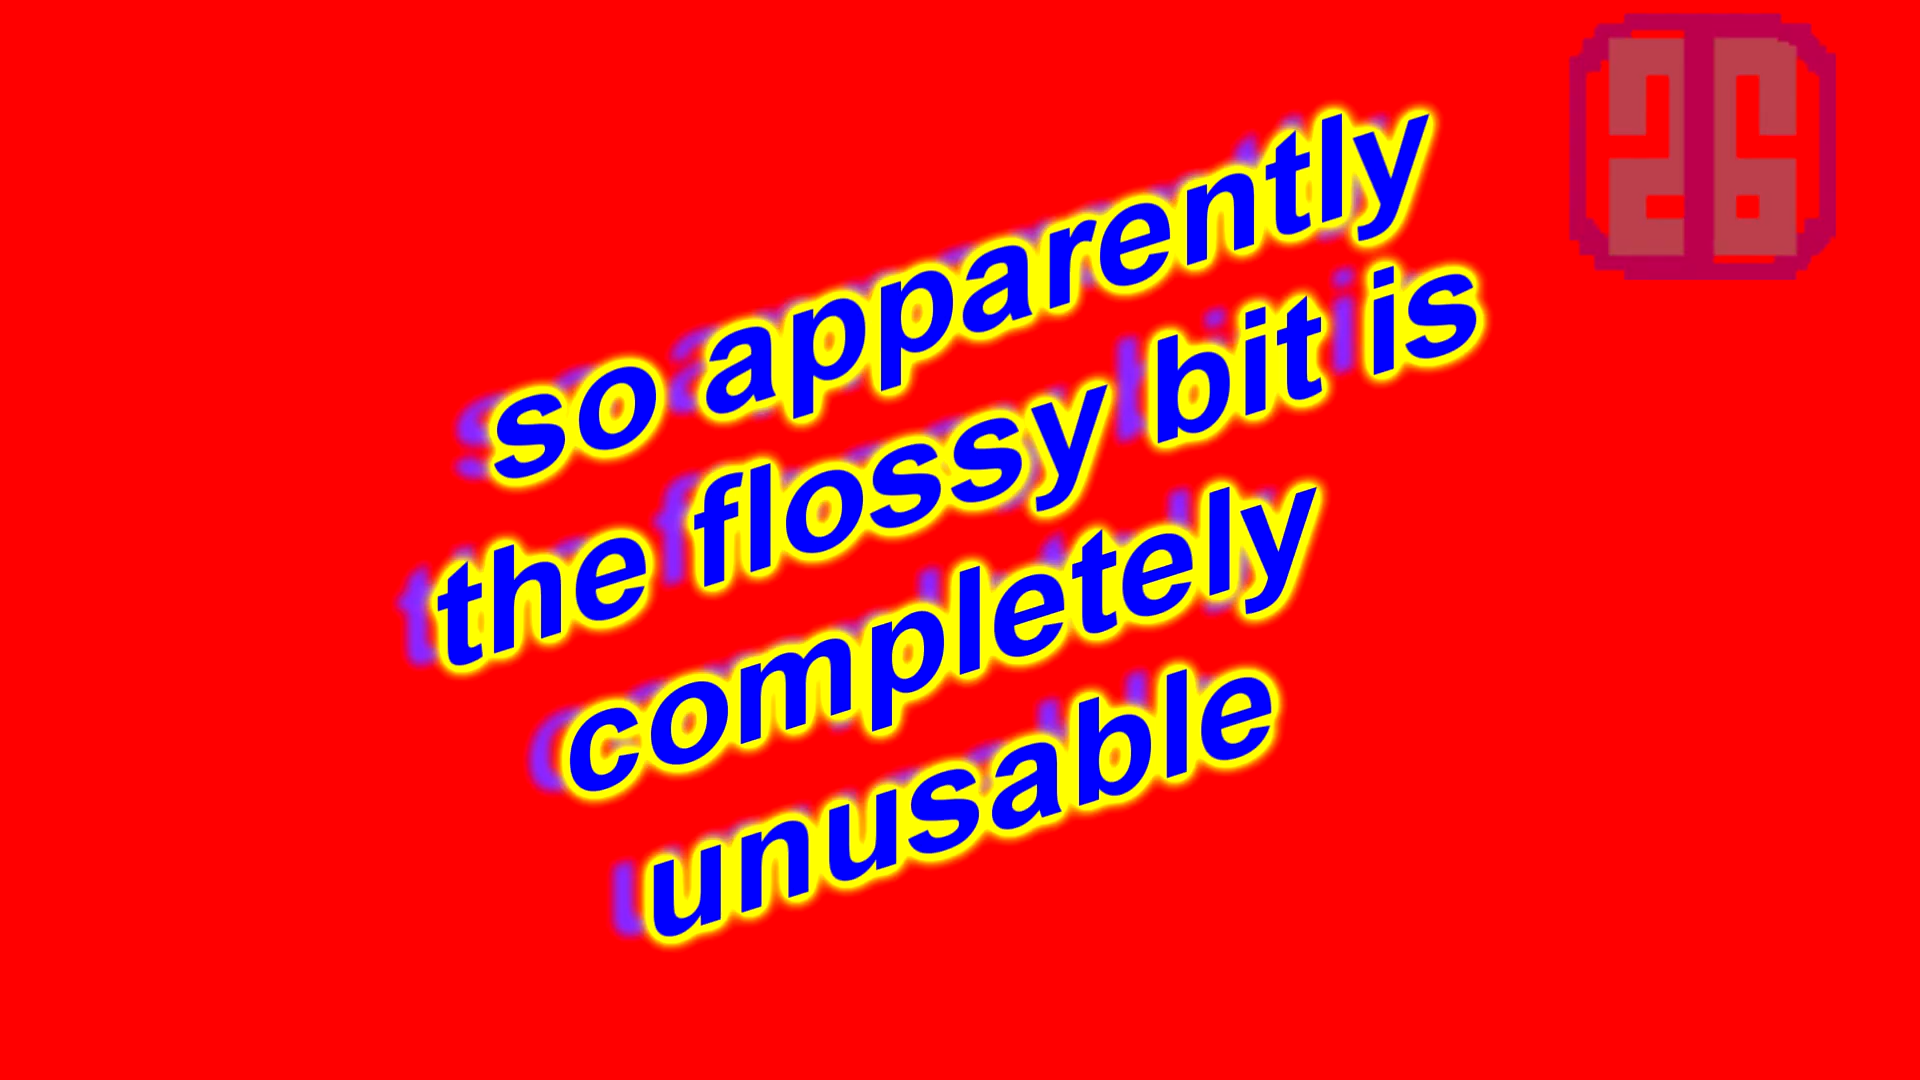 26
so apparently
the flossy bit is
completely
unusable